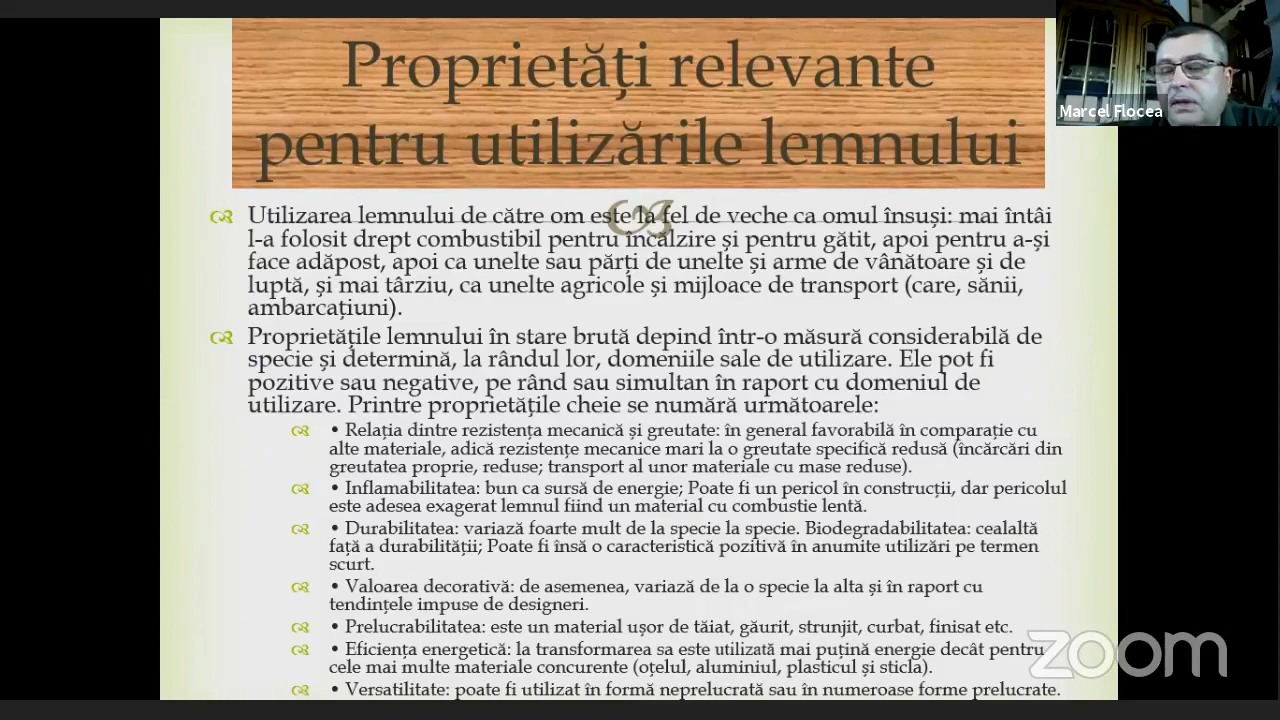 Proprietăți relevante
pentru utilizările lemnului
Marcel Flocea
Utilizarea lemnului de către om este la fel de veche ca omul însuși: mai întâi
l-a folosit drept combustibil pentru încălzire și pentru gătit, apoi pentru a-și
face adăpost, apoi ca unelte sau părți de unelte și arme de vânătoare și de
luptă, și mai târziu, ca unelte agricole și mijloace de transport (care, sănii,
ambarcațiuni).
Proprietățile lemnului în stare brută depind într-o măsură considerabilă de
specie și determină, la rândul lor, domeniile sale de utilizare. Ele pot fi
pozitive sau negative, pe rând sau simultan în raport cu domeniul de
utilizare. Printre proprietățile cheie se numără următoarele:
• Relația dintre rezistența mecanică și greutate: în general favorabilă în comparație cu
alte materiale, adică rezistențe mecanice mari la o greutate specifică redusă (încărcări din
greutatea proprie, reduse; transport al unor materiale cu mase reduse).
• Inflamabilitatea: bun ca sursă de energie; Poate fi un pericol în construcții, dar pericolul
este adesea exagerat lemnul fiind un material cu combustie lentă.
• Durabilitatea: variază foarte mult de la specie la specie. Biodegradabilitatea: cealaltă
față a durabilității; Poate fi însă o caracteristică pozitivă în anumite utilizări pe termen
scurt.
• Valoarea decorativă: de asemenea, variază de la o specie la alta și în raport cu
tendințele impuse de designeri.
• Prelucrabilitatea: este un material ușor de tăiat, găurit, strunjit, curbat, finisat etc.
• Eficiența energetică: la transformarea sa este utilizată mai puțină energie decât pentru
cele mai multe materiale concurente (oțelul, aluminiul, plasticul și sticla).
• Versatilitate: poate fi utilizat în formă neprelucrată sau în numeroase forme prelucrate.
zoom